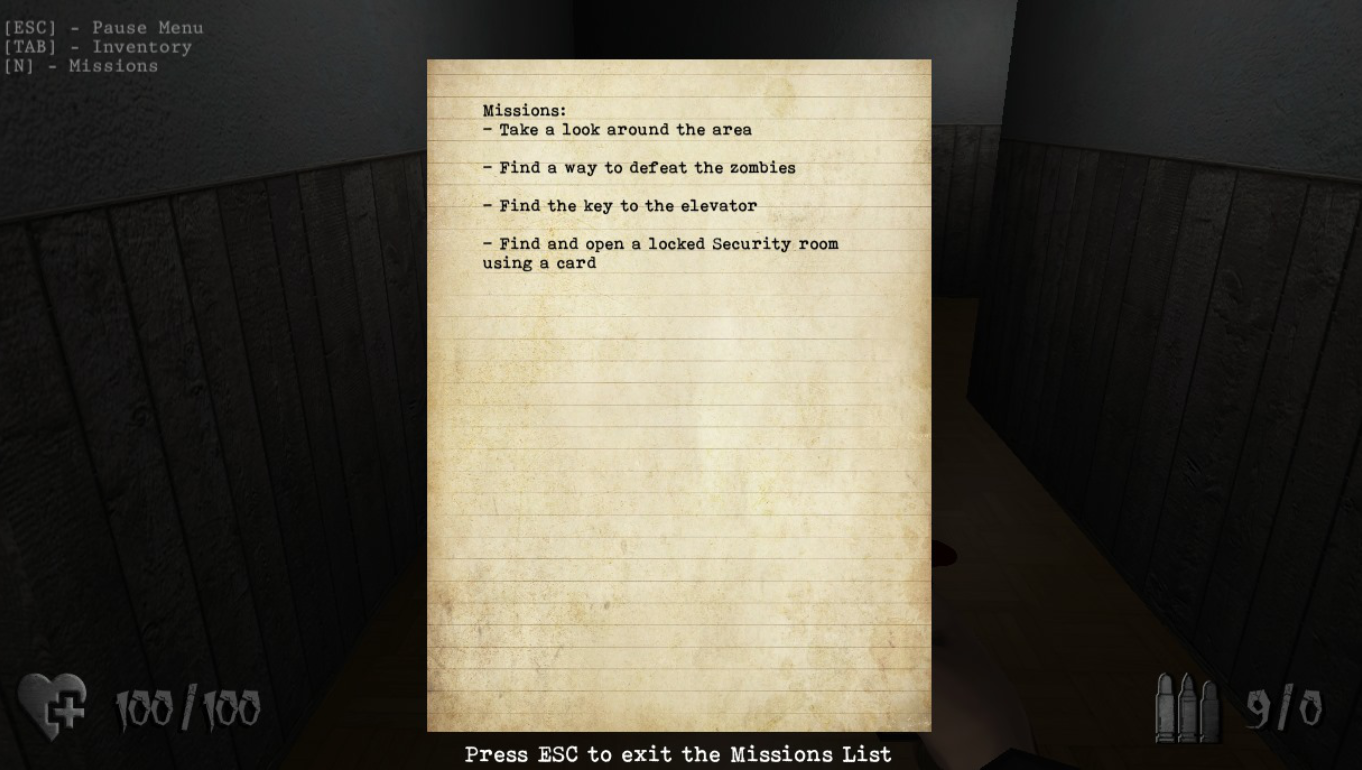 [ESC] - Pause Menu
[TAB] - Inventory
[N] - Missions
Missions:
- Take a look around the area
- Find a way to defeat the zombies
- Find the key to the elevator
- Find and open a locked Security room
using a card
100/100
9/0
Press ESC to exit the Missions List